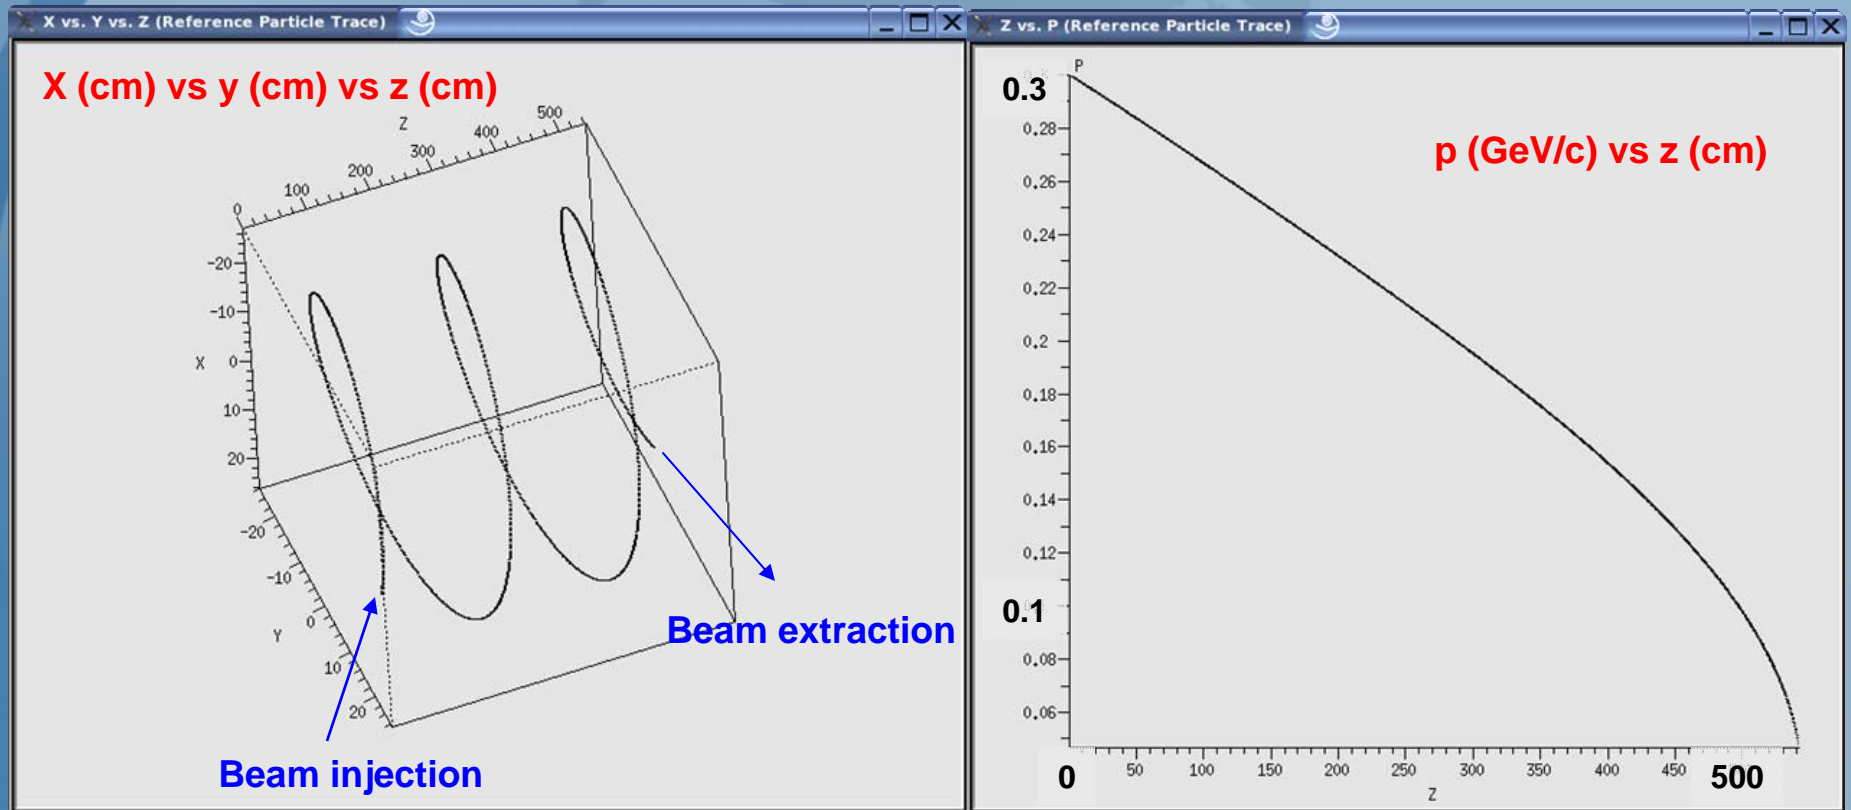 X vs. Y vs. Z (Reference Particle Trace)
X (cm) vs y (cm) vs z (cm)
Z
0 100 200 300 400 500
X
-20
-10
0
10
20
Y
-20
-10
0
10
20
Beam injection
Beam extraction
Z vs. P (Reference Particle Trace)
P
p (GeV/c) vs z (cm)
0.3
0.28
0.26
0.24
0.22
0.2
0.18
0.16
0.14
0.12
0.1
0.08
0.06
0 50 100 150 200 250 300 350 400 450 500
Z